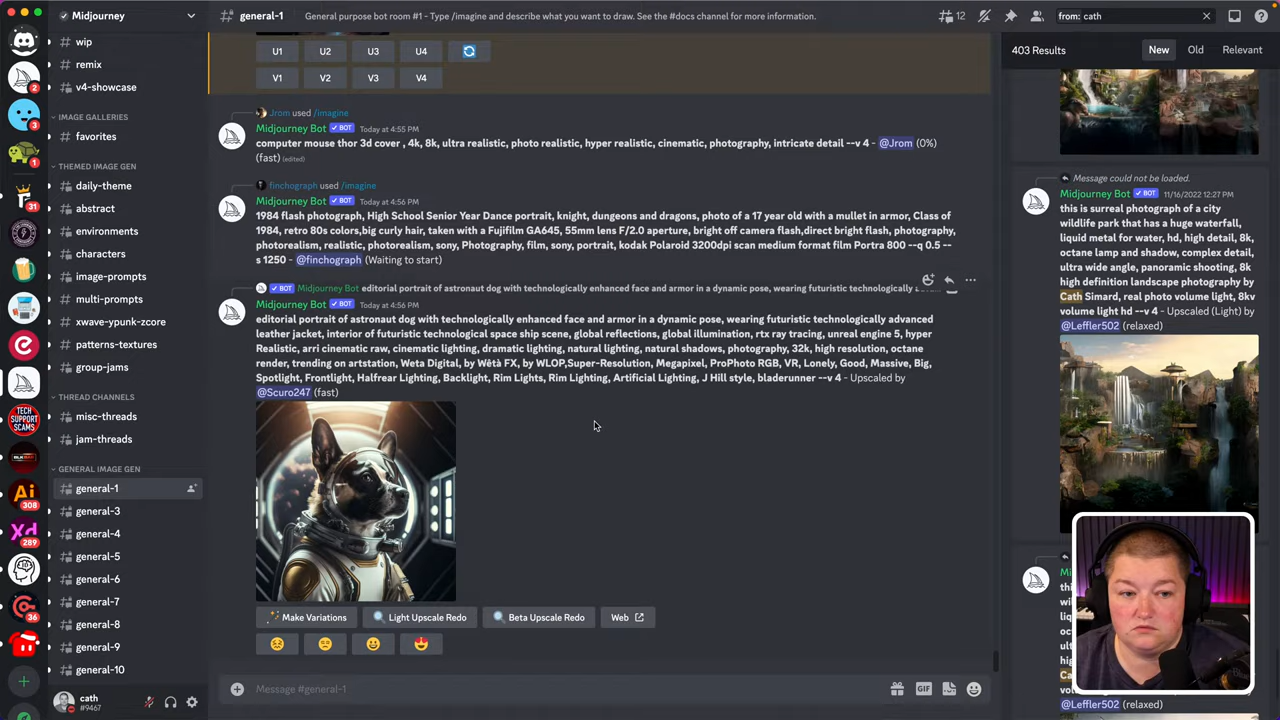 Midjourney
general-1
General purpose bot room #1 - Type /imagine and describe what you want to draw. See the #docs channel for more information.
12
from: cath
wip
remix
v4-showcase
IMAGE GALLERIES
favorites
THEMED IMAGE GEN
daily-theme
abstract
environments
characters
image-prompts
multi-prompts
xwave-ypunk-zcore
patterns-textures
group-jams
THREAD CHANNELS
misc-threads
jam-threads
GENERAL IMAGE GEN
general-1
general-3
general-4
general-5
general-6
general-7
general-8
general-9
general-10
cath
#9467
2
3
1
31
TECH
SUPPORT
SCAMS
Ai
308
Xd
289
36
U1 U2 U3 U4
V1 V2 V3 V4
Jrom used /imagine
Midjourney Bot ✓ BOT Today at 4:55 PM
computer mouse thor 3d cover , 4k, 8k, ultra realistic, photo realistic, hyper realistic, cinematic, photography, intricate detail --v 4 - @Jrom (0%)
(fast) (edited)
finchograph used /imagine
Midjourney Bot ✓ BOT Today at 4:56 PM
1984 flash photograph, High School Senior Year Dance portrait, knight, dungeons and dragons, photo of a 17 year old with a mullet in armor, Class of
1984, retro 80s colors,big curly hair, taken with a Fujifilm GA645, 55mm lens F/2.0 aperture, bright off camera flash,direct bright flash, photography,
photorealism, realistic, photorealism, sony, Photography, film, sony, portrait, kodak Polaroid 3200dpi scan medium format film Portra 800 --q 0.5 --
s 1250 - @finchograph (Waiting to start)
✓ BOT Midjourney Bot editorial portrait of astronaut dog with technologically enhanced face and armor in a dynamic pose, wearing futuristic technologically
Midjourney Bot ✓ BOT Today at 4:56 PM
editorial portrait of astronaut dog with technologically enhanced face and armor in a dynamic pose, wearing futuristic technologically advanced
leather jacket, interior of futuristic technological space ship scene, global reflections, global illumination, rtx ray tracing, unreal engine 5, hyper
Realistic, arri cinematic raw, cinematic lighting, dramatic lighting, natural lighting, natural shadows, photography, 32k, high resolution, octane
render, trending on artstation, Weta Digital, by Wētà FX, by WLOP,Super-Resolution, Megapixel, ProPhoto RGB, VR, Lonely, Good, Massive, Big,
Spotlight, Frontlight, Halfrear Lighting, Backlight, Rim Lights, Rim Lighting, Artificial Lighting, J Hill style, bladerunner --v 4 - Upscaled by
@Scuro247 (fast)
Make Variations Light Upscale Redo Beta Upscale Redo Web
Message #general-1
GIF
403 Results New Old Relevant
Message could not be loaded.
Midjourney Bot ✓ BOT 11/16/2022 12:27 PM
this is surreal photograph of a city
wildlife park that has a huge waterfall,
liquid metal for water, hd, high detail, 8k,
octane lamp and shadow, complex detail,
ultra wide angle, panoramic shooting, 8k
high definition landscape photography by
Cath Simard, real photo volume light, 8kv
volume light hd --v 4 - Upscaled (Light) by
@Leffler502 (relaxed)
@Leffler502 (relaxed)